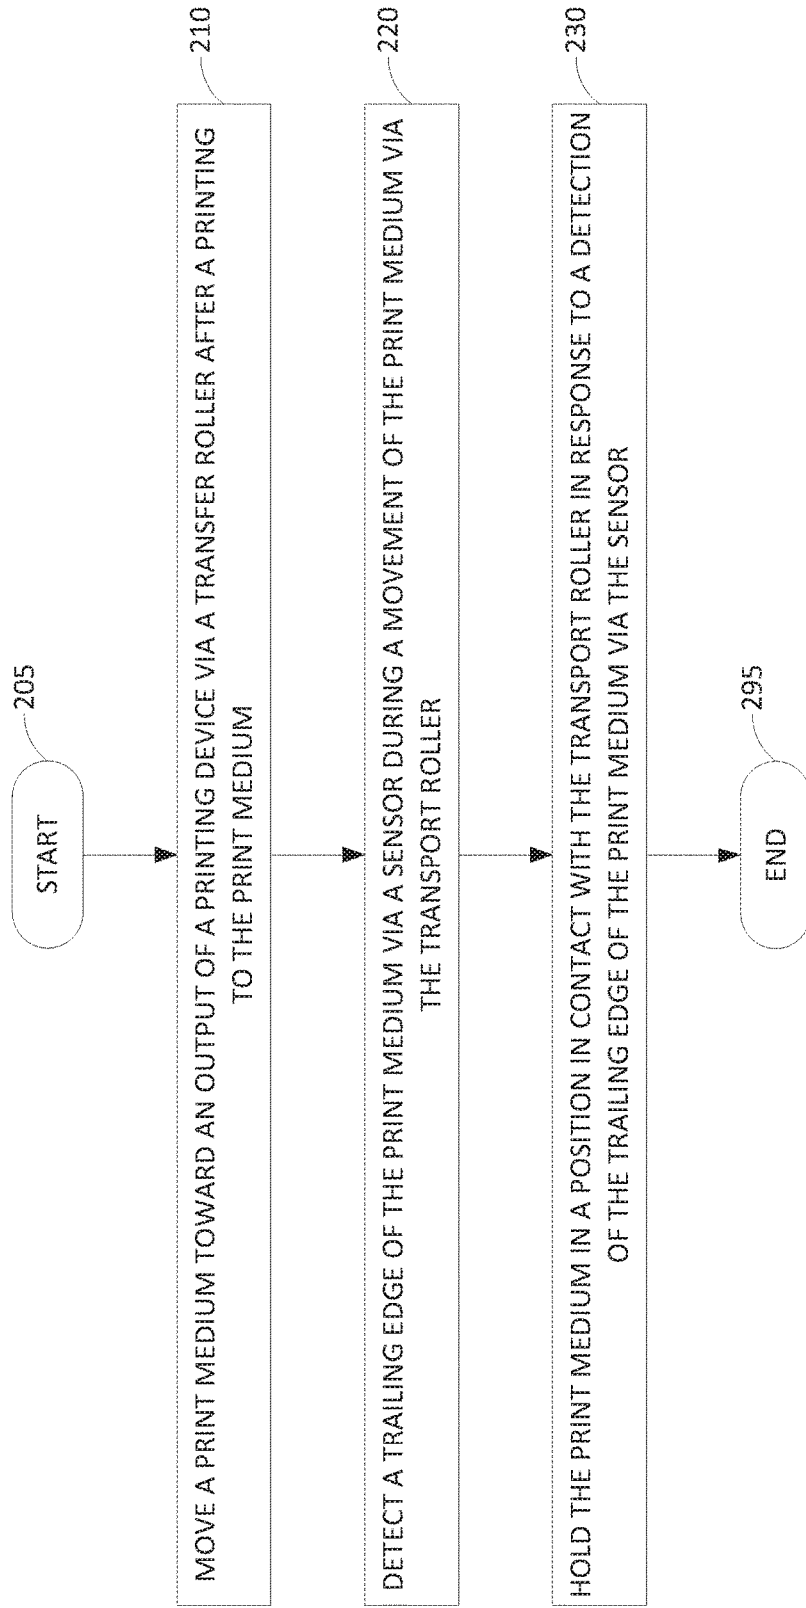 START
205
MOVE A PRINT MEDIUM TOWARD AN OUTPUT OF A PRINTING DEVICE VIA A TRANSFER ROLLER AFTER A PRINTING
TO THE PRINT MEDIUM
210
DETECT A TRAILING EDGE OF THE PRINT MEDIUM VIA A SENSOR DURING A MOVEMENT OF THE PRINT MEDIUM VIA
THE TRANSPORT ROLLER
220
HOLD THE PRINT MEDIUM IN A POSITION IN CONTACT WITH THE TRANSPORT ROLLER IN RESPONSE TO A DETECTION
OF THE TRAILING EDGE OF THE PRINT MEDIUM VIA THE SENSOR
230
END
295